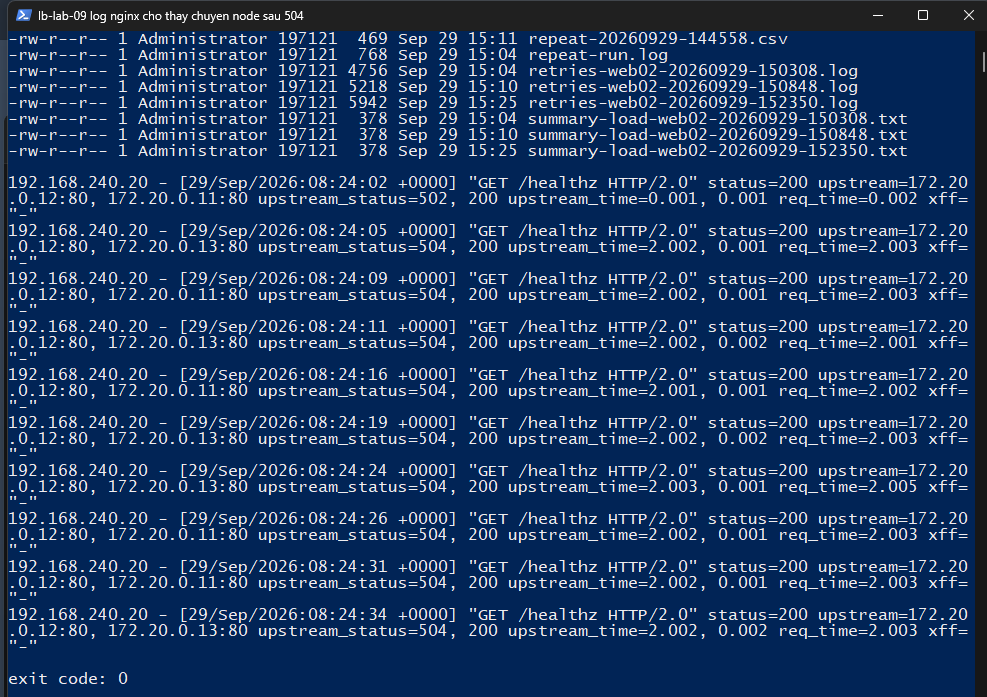 lb-lab-09 log nginx cho thay chuyen node sau 504
-rw-r--r-- 1 Administrator 197121  469 Sep 29 15:11 repeat-20260929-144558.csv
-rw-r--r-- 1 Administrator 197121  768 Sep 29 15:04 repeat-run.log
-rw-r--r-- 1 Administrator 197121 4756 Sep 29 15:04 retries-web02-20260929-150308.log
-rw-r--r-- 1 Administrator 197121 5218 Sep 29 15:10 retries-web02-20260929-150848.log
-rw-r--r-- 1 Administrator 197121 5942 Sep 29 15:25 retries-web02-20260929-152350.log
-rw-r--r-- 1 Administrator 197121  378 Sep 29 15:04 summary-load-web02-20260929-150308.txt
-rw-r--r-- 1 Administrator 197121  378 Sep 29 15:10 summary-load-web02-20260929-150848.txt
-rw-r--r-- 1 Administrator 197121  378 Sep 29 15:25 summary-load-web02-20260929-152350.txt
192.168.240.20 - [29/Sep/2026:08:24:02 +0000] "GET /healthz HTTP/2.0" status=200 upstream=172.20
.0.12:80, 172.20.0.11:80 upstream_status=502, 200 upstream_time=0.001, 0.001 req_time=0.002 xff=
"-"
192.168.240.20 - [29/Sep/2026:08:24:05 +0000] "GET /healthz HTTP/2.0" status=200 upstream=172.20
.0.12:80, 172.20.0.13:80 upstream_status=504, 200 upstream_time=2.002, 0.001 req_time=2.003 xff=
"-"
192.168.240.20 - [29/Sep/2026:08:24:09 +0000] "GET /healthz HTTP/2.0" status=200 upstream=172.20
.0.12:80, 172.20.0.11:80 upstream_status=504, 200 upstream_time=2.002, 0.001 req_time=2.003 xff=
"-"
192.168.240.20 - [29/Sep/2026:08:24:11 +0000] "GET /healthz HTTP/2.0" status=200 upstream=172.20
.0.12:80, 172.20.0.13:80 upstream_status=504, 200 upstream_time=2.002, 0.002 req_time=2.001 xff=
"-"
192.168.240.20 - [29/Sep/2026:08:24:16 +0000] "GET /healthz HTTP/2.0" status=200 upstream=172.20
.0.12:80, 172.20.0.11:80 upstream_status=504, 200 upstream_time=2.001, 0.001 req_time=2.002 xff=
"-"
192.168.240.20 - [29/Sep/2026:08:24:19 +0000] "GET /healthz HTTP/2.0" status=200 upstream=172.20
.0.12:80, 172.20.0.13:80 upstream_status=504, 200 upstream_time=2.002, 0.002 req_time=2.003 xff=
"-"
192.168.240.20 - [29/Sep/2026:08:24:24 +0000] "GET /healthz HTTP/2.0" status=200 upstream=172.20
.0.12:80, 172.20.0.13:80 upstream_status=504, 200 upstream_time=2.003, 0.001 req_time=2.005 xff=
"-"
192.168.240.20 - [29/Sep/2026:08:24:26 +0000] "GET /healthz HTTP/2.0" status=200 upstream=172.20
.0.12:80, 172.20.0.11:80 upstream_status=504, 200 upstream_time=2.002, 0.001 req_time=2.003 xff=
"-"
192.168.240.20 - [29/Sep/2026:08:24:31 +0000] "GET /healthz HTTP/2.0" status=200 upstream=172.20
.0.12:80, 172.20.0.11:80 upstream_status=504, 200 upstream_time=2.002, 0.001 req_time=2.003 xff=
"-"
192.168.240.20 - [29/Sep/2026:08:24:34 +0000] "GET /healthz HTTP/2.0" status=200 upstream=172.20
.0.12:80, 172.20.0.13:80 upstream_status=504, 200 upstream_time=2.002, 0.002 req_time=2.003 xff=
"-"
exit code: 0